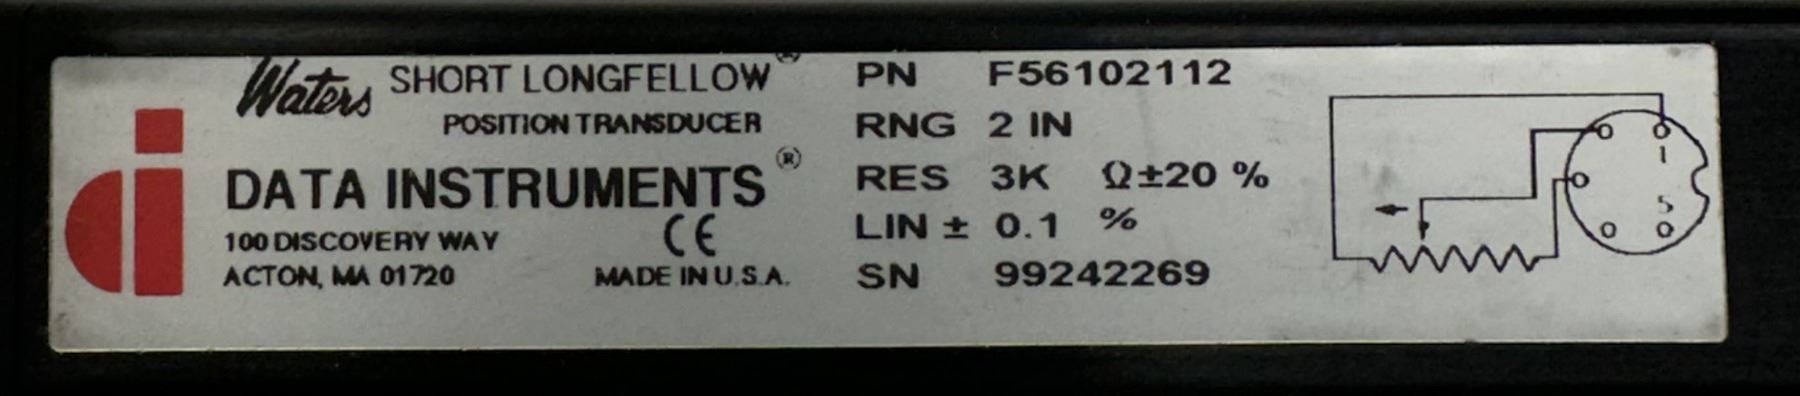 Waters SHORT LONGFELLOW®
POSITION TRANSDUCER
DATA INSTRUMENTS®
100 DISCOVERY WAY
ACTON, MA 01720
CE
MADE IN U.S.A.
PN F56102112
RNG 2 IN
RES 3K Ω±20 %
LIN ± 0.1 %
SN 99242269
1
5